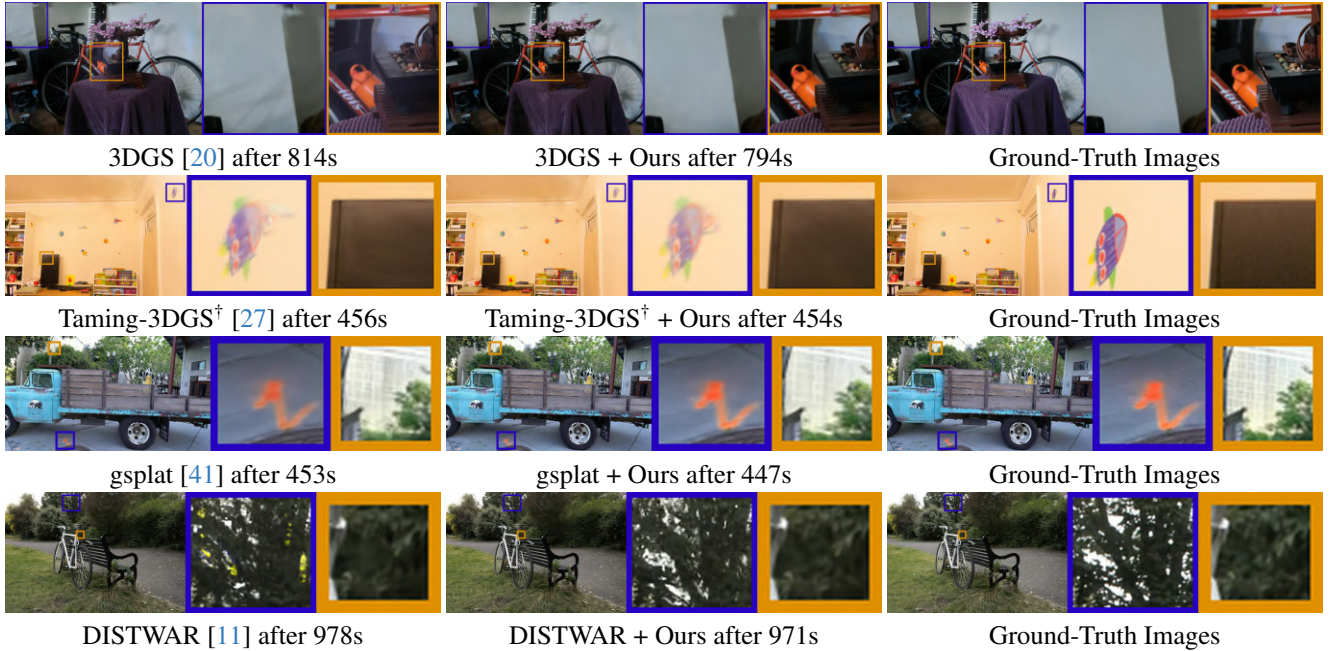 3DGS [20] after 814s
3DGS + Ours after 794s
Ground-Truth Images
Taming-3DGS† [27] after 456s
Taming-3DGS† + Ours after 454s
Ground-Truth Images
gsplat [41] after 453s
gsplat + Ours after 447s
Ground-Truth Images
DISTWAR [11] after 978s
DISTWAR + Ours after 971s
Ground-Truth Images